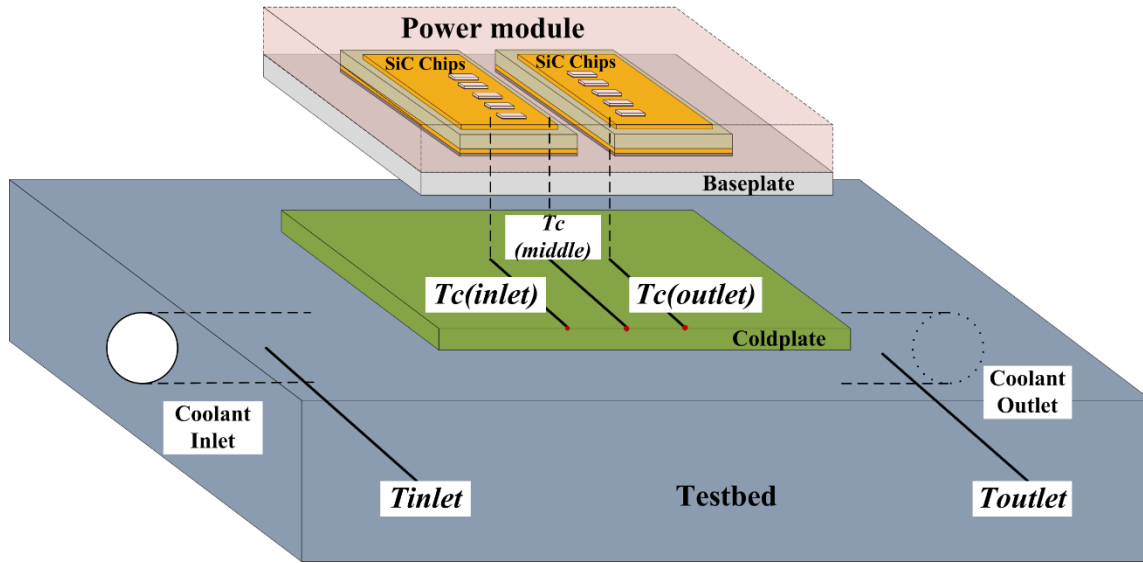 Power module
SiC Chips
SiC Chips
Baseplate
Tc
(middle)
Tc(inlet)
Tc(outlet)
Coldplate
Coolant
Inlet
Coolant
Outlet
Tinlet
Testbed
Toutlet